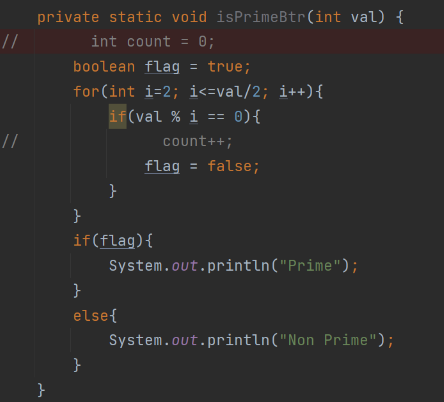 private static void isPrimeBtr(int val) {
//        int count = 0;
        boolean flag = true;
        for(int i=2; i<=val/2; i++){
            if(val % i == 0){
//                count++;
                flag = false;
            }
        }
        if(flag){
            System.out.println("Prime");
        }
        else{
            System.out.println("Non Prime");
        }
    }